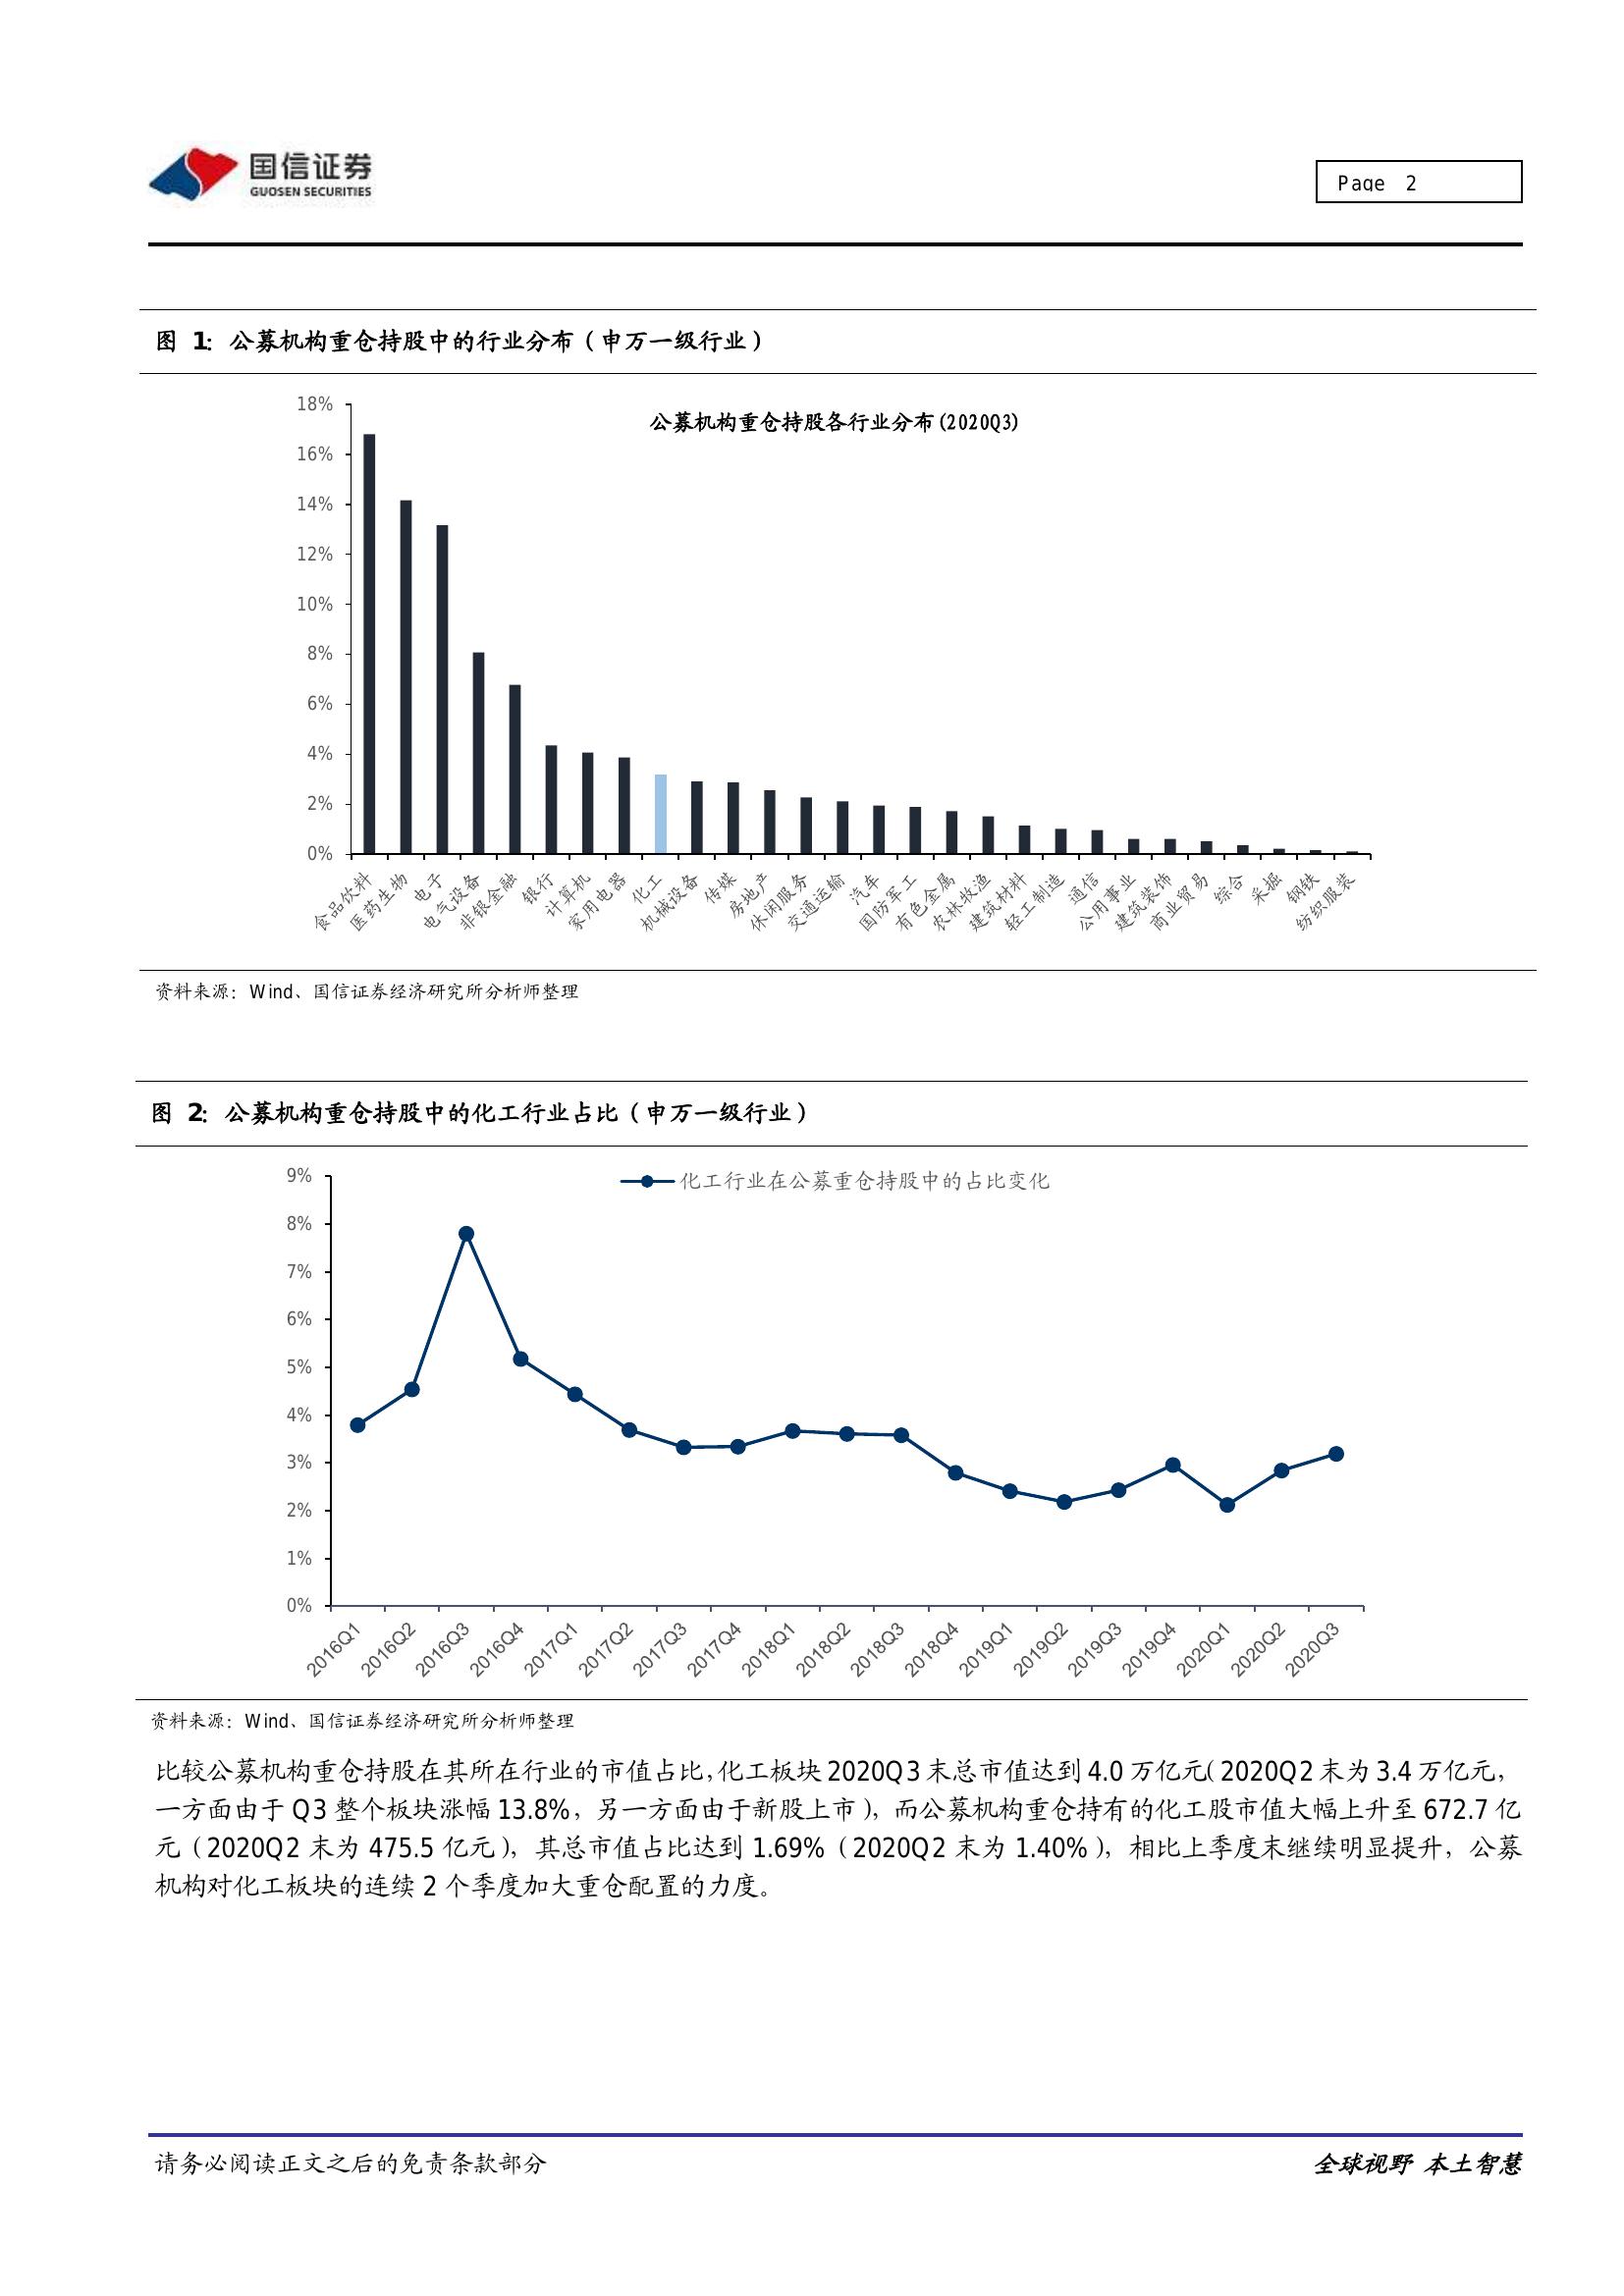 国信证券
GUOSEN SECURITIES
Page 2
图 1: 公募机构重仓持股中的行业分布（申万一级行业）
公募机构重仓持股各行业分布(2020Q3)
18%
16%
14%
12%
10%
8%
6%
4%
2%
0%
食品饮料
医药生物
电子
电气设备
非银金融
银行
计算机
家用电器
化工
机械设备
传媒
房地产
休闲服务
交通运输
汽车
国防军工
有色金属
农林牧渔
建筑材料
轻工制造
通信
公用事业
建筑装饰
商业贸易
综合
采掘
钢铁
纺织服装
资料来源：Wind、国信证券经济研究所分析师整理
图 2: 公募机构重仓持股中的化工行业占比（申万一级行业）
化工行业在公募重仓持股中的占比变化
9%
8%
7%
6%
5%
4%
3%
2%
1%
0%
2016Q1
2016Q2
2016Q3
2016Q4
2017Q1
2017Q2
2017Q3
2017Q4
2018Q1
2018Q2
2018Q3
2018Q4
2019Q1
2019Q2
2019Q3
2019Q4
2020Q1
2020Q2
2020Q3
资料来源：Wind、国信证券经济研究所分析师整理
比较公募机构重仓持股在其所在行业的市值占比，化工板块 2020Q3 末总市值达到 4.0 万亿元（2020Q2 末为 3.4 万亿元，
一方面由于 Q3 整个板块涨幅 13.8%，另一方面由于新股上市），而公募机构重仓持有的化工股市值大幅上升至 672.7 亿
元（2020Q2 末为 475.5 亿元），其总市值占比达到 1.69%（2020Q2 末为 1.40%），相比上季度末继续明显提升，公募
机构对化工板块的连续 2 个季度加大重仓配置的力度。
请务必阅读正文之后的免责条款部分
全球视野 本土智慧